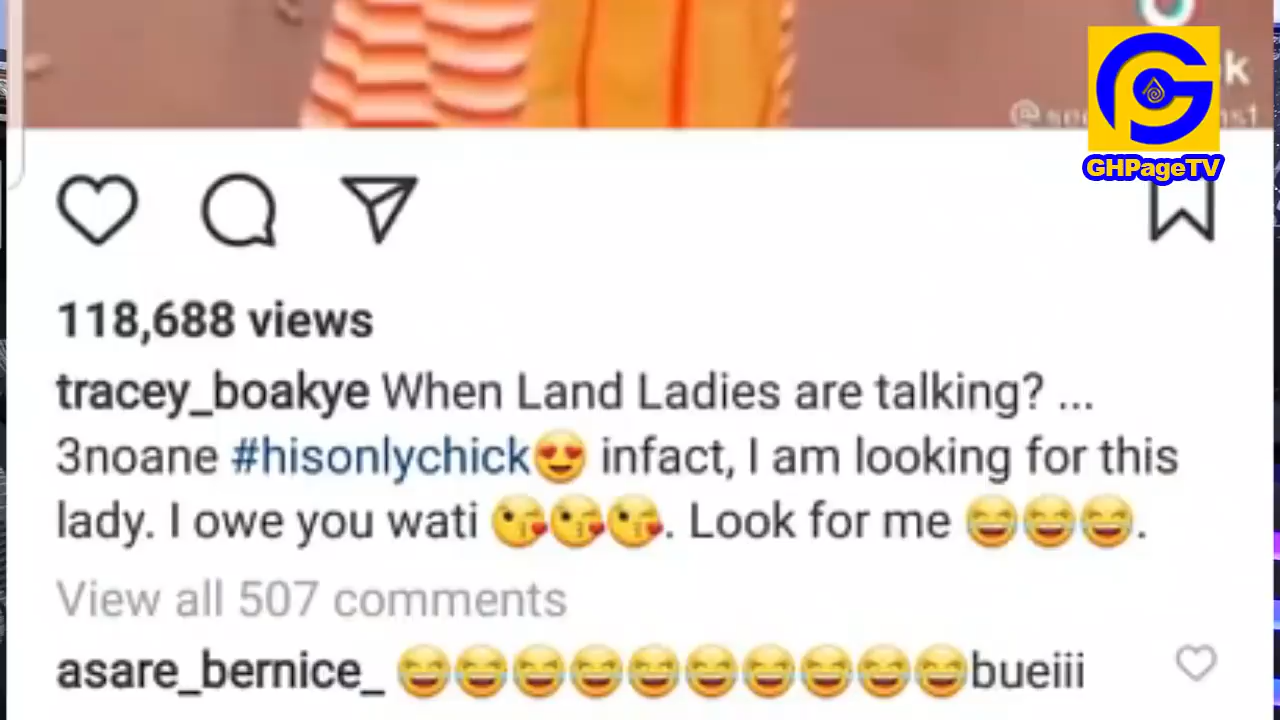 GHPageTV
118,688 views
tracey_boakye When Land Ladies are talking? ...
3noane #hisonlychick😍 infact, I am looking for this
lady. I owe you wati 😘😘😘. Look for me 😂😂😂.
View all 507 comments
asare_bernice_ 😂😂😂😂😂😂😂😂😂😂bueiii